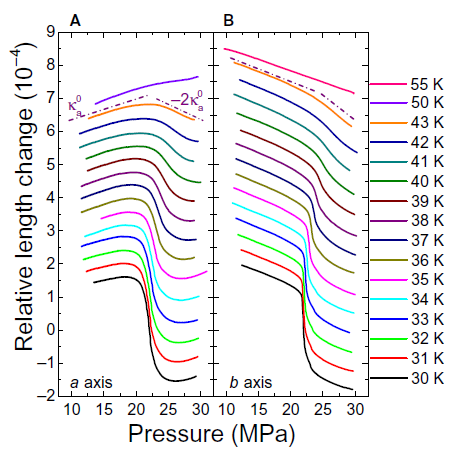 A B
Relative length change (10⁻⁴)
9
8
7
6
5
4
3
2
1
0
−1
−2
κₐ⁰
−2κₐ⁰
a axis
b axis
10 15 20 25 30 10 15 20 25 30
Pressure (MPa)
55 K
50 K
43 K
42 K
41 K
40 K
39 K
38 K
37 K
36 K
35 K
34 K
33 K
32 K
31 K
30 K